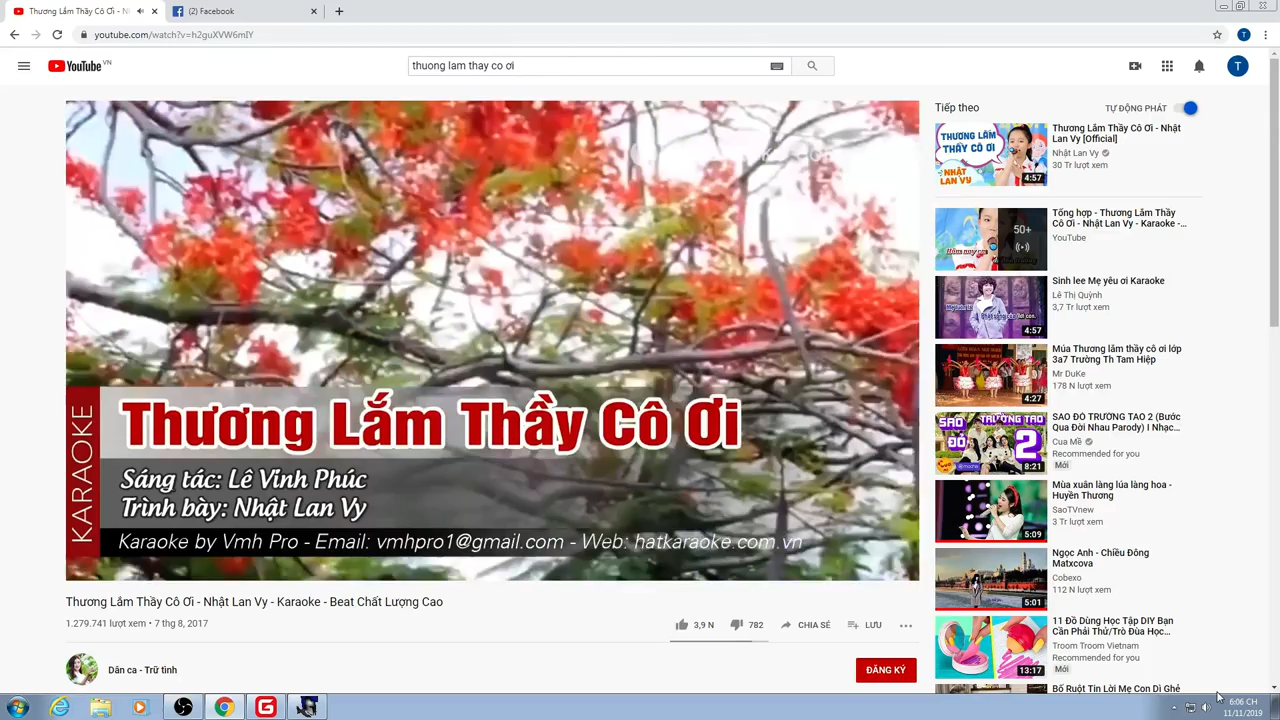 Thương Lắm Thầy Cô Ơi - N
(2) Facebook
youtube.com/watch?v=h2guXVW6mIY
YouTube VN
thuong lam thay co ơi
T
Thương Lắm Thầy Cô Ơi
KARAOKE
Sáng tác: Lê Vinh Phúc
Trình bày: Nhật Lan Vy
Karaoke by Vmh Pro - Email: vmhpro1@gmail.com - Web: hatkaraoke.com.vn
Thương Lắm Thầy Cô Ơi - Nhật Lan Vy - Karaoke Beat Chất Lượng Cao
1.279.741 lượt xem • 7 thg 8, 2017
3,9 N
782
CHIA SẺ
LƯU
Dân ca - Trữ tình
ĐĂNG KÝ
Tiếp theo
TỰ ĐỘNG PHÁT
THƯƠNG LẮM
THẦY CÔ ƠI
NHẬT
LAN VY
4:57
Thương Lắm Thầy Cô Ơi - Nhật
Lan Vy [Official]
Nhật Lan Vy
30 Tr lượt xem
50+
Tổng hợp - Thương Lắm Thầy
Cô Ơi - Nhật Lan Vy - Karaoke -...
YouTube
4:57
Sinh lee Mẹ yêu ơi Karaoke
Lê Thị Quỳnh
3,7 Tr lượt xem
4:27
Múa Thương lắm thầy cô ơi lớp
3a7 Trường Th Tam Hiệp
Mr DuKe
178 N lượt xem
SAO ĐỎ
TRƯỜNG TAO
2
8:21
SAO ĐỎ TRƯỜNG TAO 2 (Bước
Qua Đời Nhau Parody) I Nhạc...
Cua Mề
Recommended for you
Mới
5:09
Mùa xuân làng lúa làng hoa -
Huyền Thương
SaoTVnew
3 Tr lượt xem
5:01
Ngọc Anh - Chiều Đông
Matxcova
Cobexo
112 N lượt xem
13:17
11 Đồ Dùng Học Tập DIY Bạn
Cần Phải Thử/Trò Đùa Học...
Troom Troom Vietnam
Recommended for you
Mới
Bố Ruột Tin Lời Mẹ Con Dì Ghẻ
6:06 CH
11/11/2019